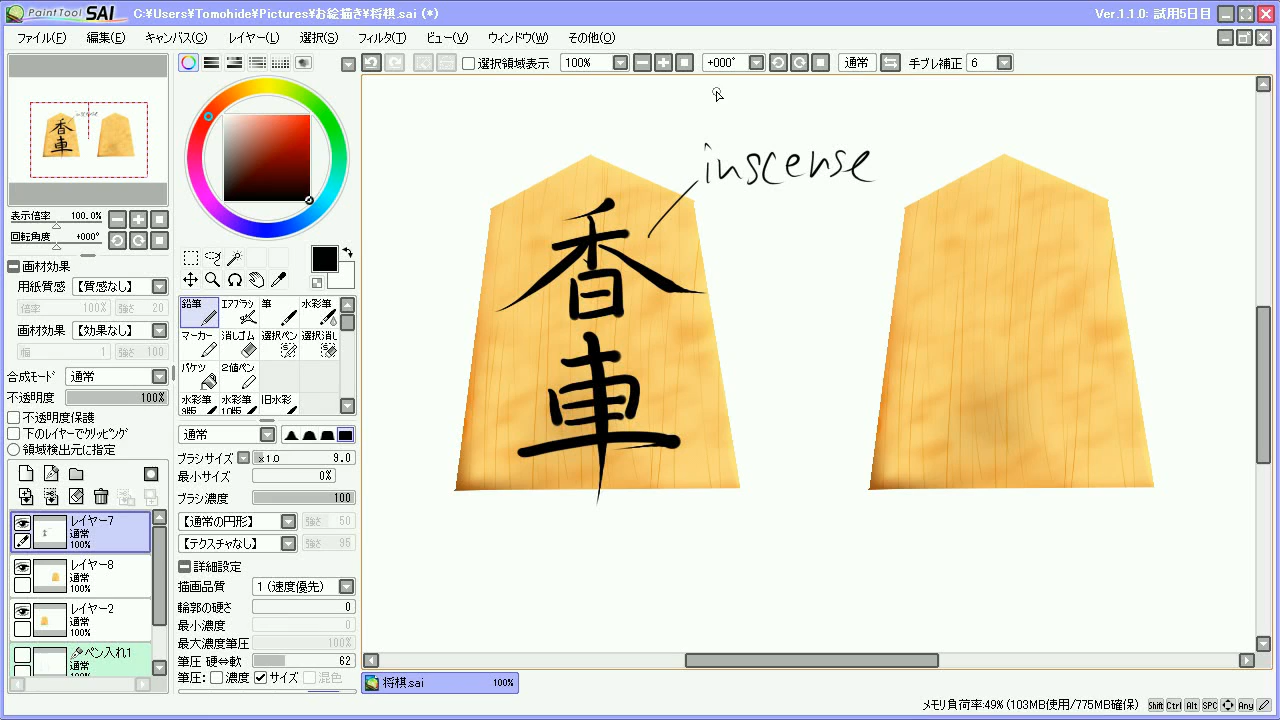 PaintTool SAI C:¥Users¥Tomohide¥Pictures¥お絵描き¥将棋.sai (*) Ver.1.1.0: 試用5日目
ファイル(F) 編集(E) キャンバス(C) レイヤー(L) 選択(S) フィルタ(T) ビュー(V) ウィンドウ(W) その他(O)
選択領域表示 100% +000° 通常 手ブレ補正 6
inscense
香
車
表示倍率 100.0%
回転角度 +000°
画材効果
用紙質感 【質感なし】
倍率 100% 強さ 20
画材効果 【効果なし】
幅 1 強さ 100
合成モード 通常
不透明度 100%
不透明度保護
下のレイヤーでクリッピング
領域検出元に指定
レイヤー7
通常
100%
レイヤー8
通常
100%
レイヤー2
通常
100%
ペン入れ1
通常
鉛筆 エアブラシ 筆 水彩筆
マーカー 消しゴム 選択ペン 選択消し
バケツ 2値ペン
水彩筆 水彩筆 旧水彩
通常
ブラシサイズ x1.0 9.0
最小サイズ 0%
ブラシ濃度 100
【通常の円形】 強さ 50
【テクスチャなし】 強さ 95
詳細設定
描画品質 1 (速度優先)
輪郭の硬さ 0
最小濃度 0
最大濃度筆圧 100%
筆圧 硬⇔軟 62
筆圧: 濃度 サイズ 混色
将棋.sai 100%
メモリ負荷率:49% (103MB使用/775MB確保) Shift Ctrl Alt SPC Any